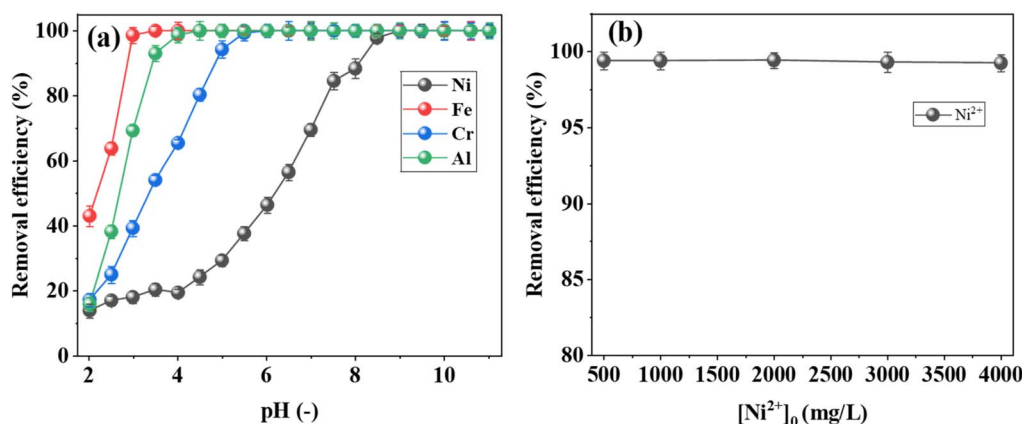 (a)
Removal efficiency (%)
100
80
60
40
20
0
Ni
Fe
Cr
Al
2
4
6
8
10
pH (-)
(b)
Removal efficiency (%)
100
95
90
85
80
Ni²⁺
500
1000
1500
2000
2500
3000
3500
4000
[Ni²⁺]₀ (mg/L)